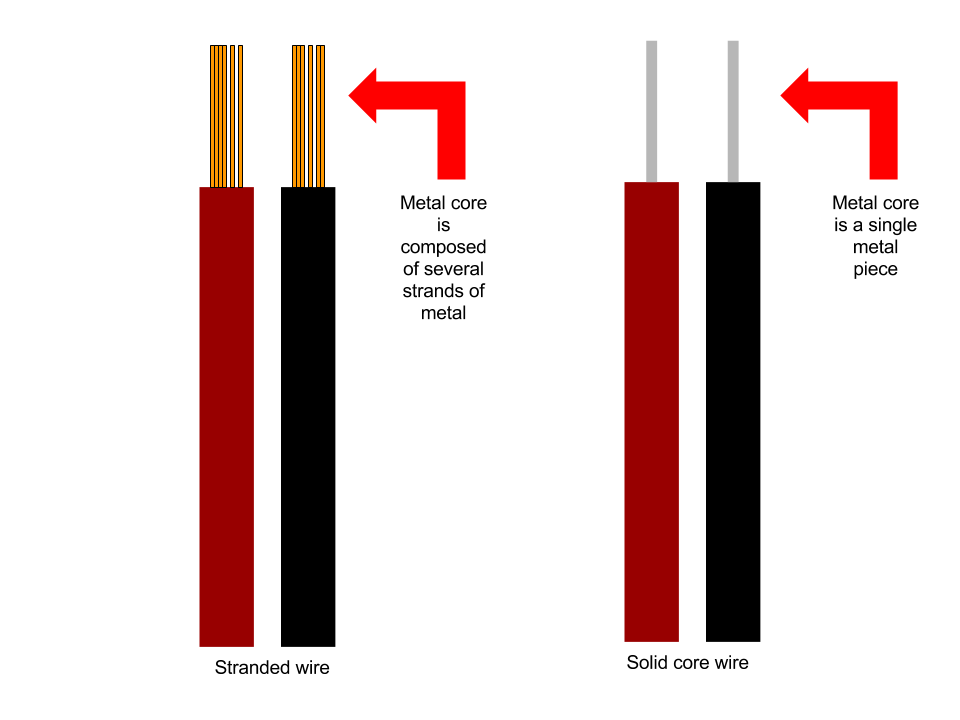 Metal core
is
composed
of several
strands of
metal
Metal core
is a single
metal
piece
Stranded wire
Solid core wire